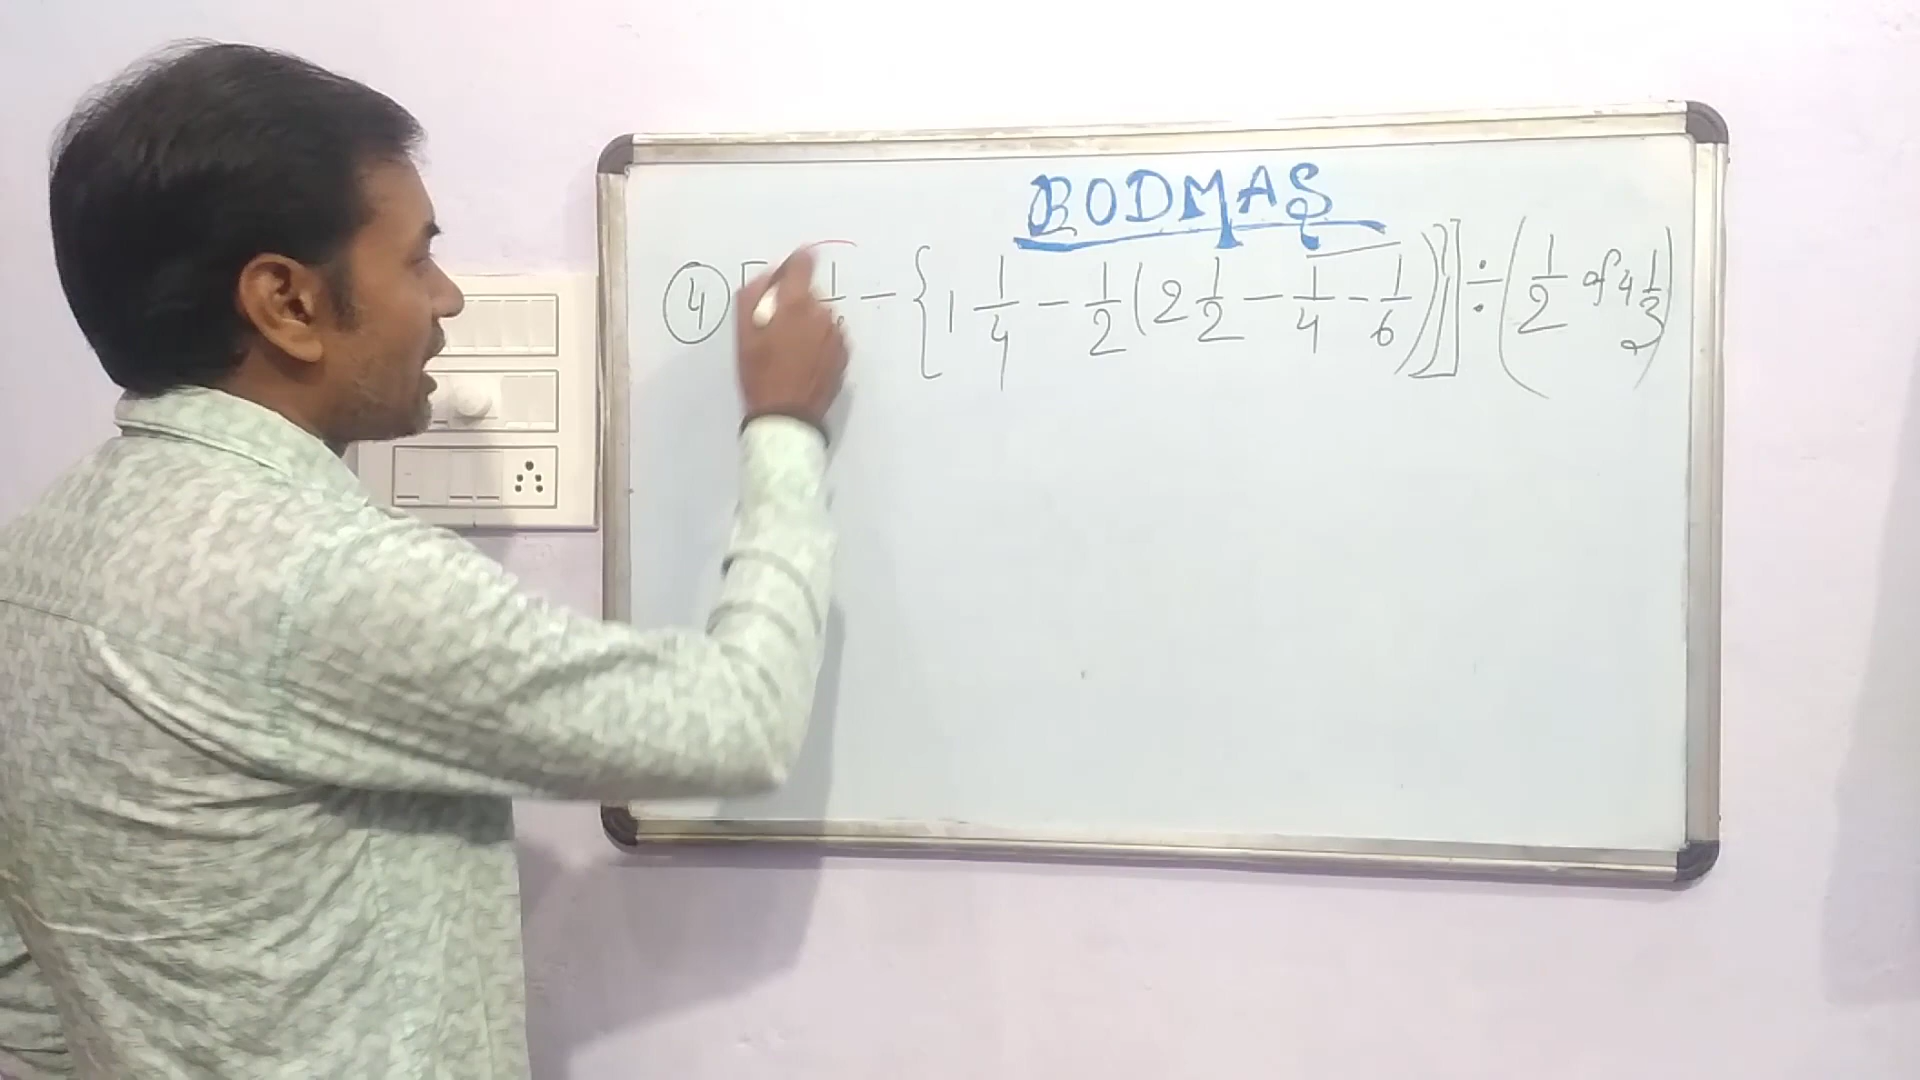 BODMAS
④ [ 1/ - { 1 1/4 - 1/2 ( 2 1/2 - 1/4 - 1/6 ) } ] ÷ ( 1/2 of 4 1/3 )